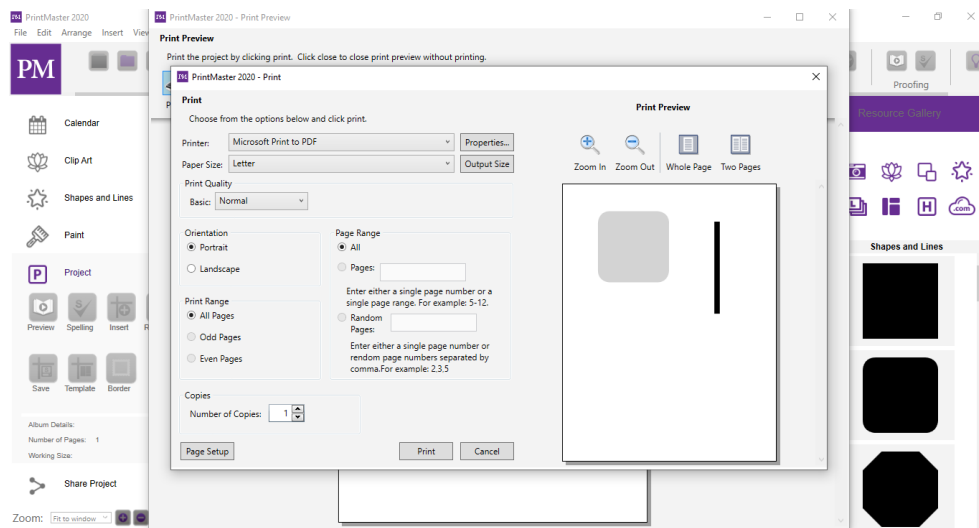 PrintMaster 2020
File Edit Arrange Insert View
PM
Calendar
Clip Art
Shapes and Lines
Paint
Project
Preview Spelling Insert
Save Template Border
Album Details:
Number of Pages: 1
Working Size:
Share Project
Zoom: Fit to window
PrintMaster 2020 - Print Preview
Print Preview
Print the project by clicking print. Click close to close print preview without printing.
PrintMaster 2020 - Print
Print
Choose from the options below and click print.
Printer: Microsoft Print to PDF Properties...
Paper Size: Letter Output Size
Print Quality
Basic: Normal
Orientation
Portrait
Landscape
Print Range
All Pages
Odd Pages
Even Pages
Page Range
All
Pages:
Enter either a single page number or a
single page range. For example: 5-12.
Random
Pages:
Enter either a single page number or
rendom page numbers separated by
comma.For example: 2,3.5
Copies
Number of Copies: 1
Page Setup Print Cancel
Print Preview
Zoom In Zoom Out Whole Page Two Pages
Proofing
Resource Gallery
H .com
Shapes and Lines